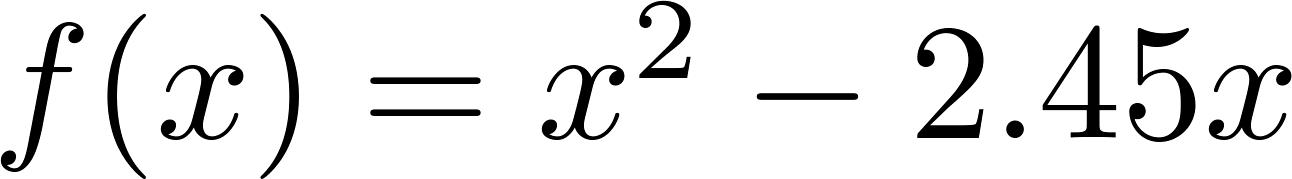 f(x) = x² − 2.45x